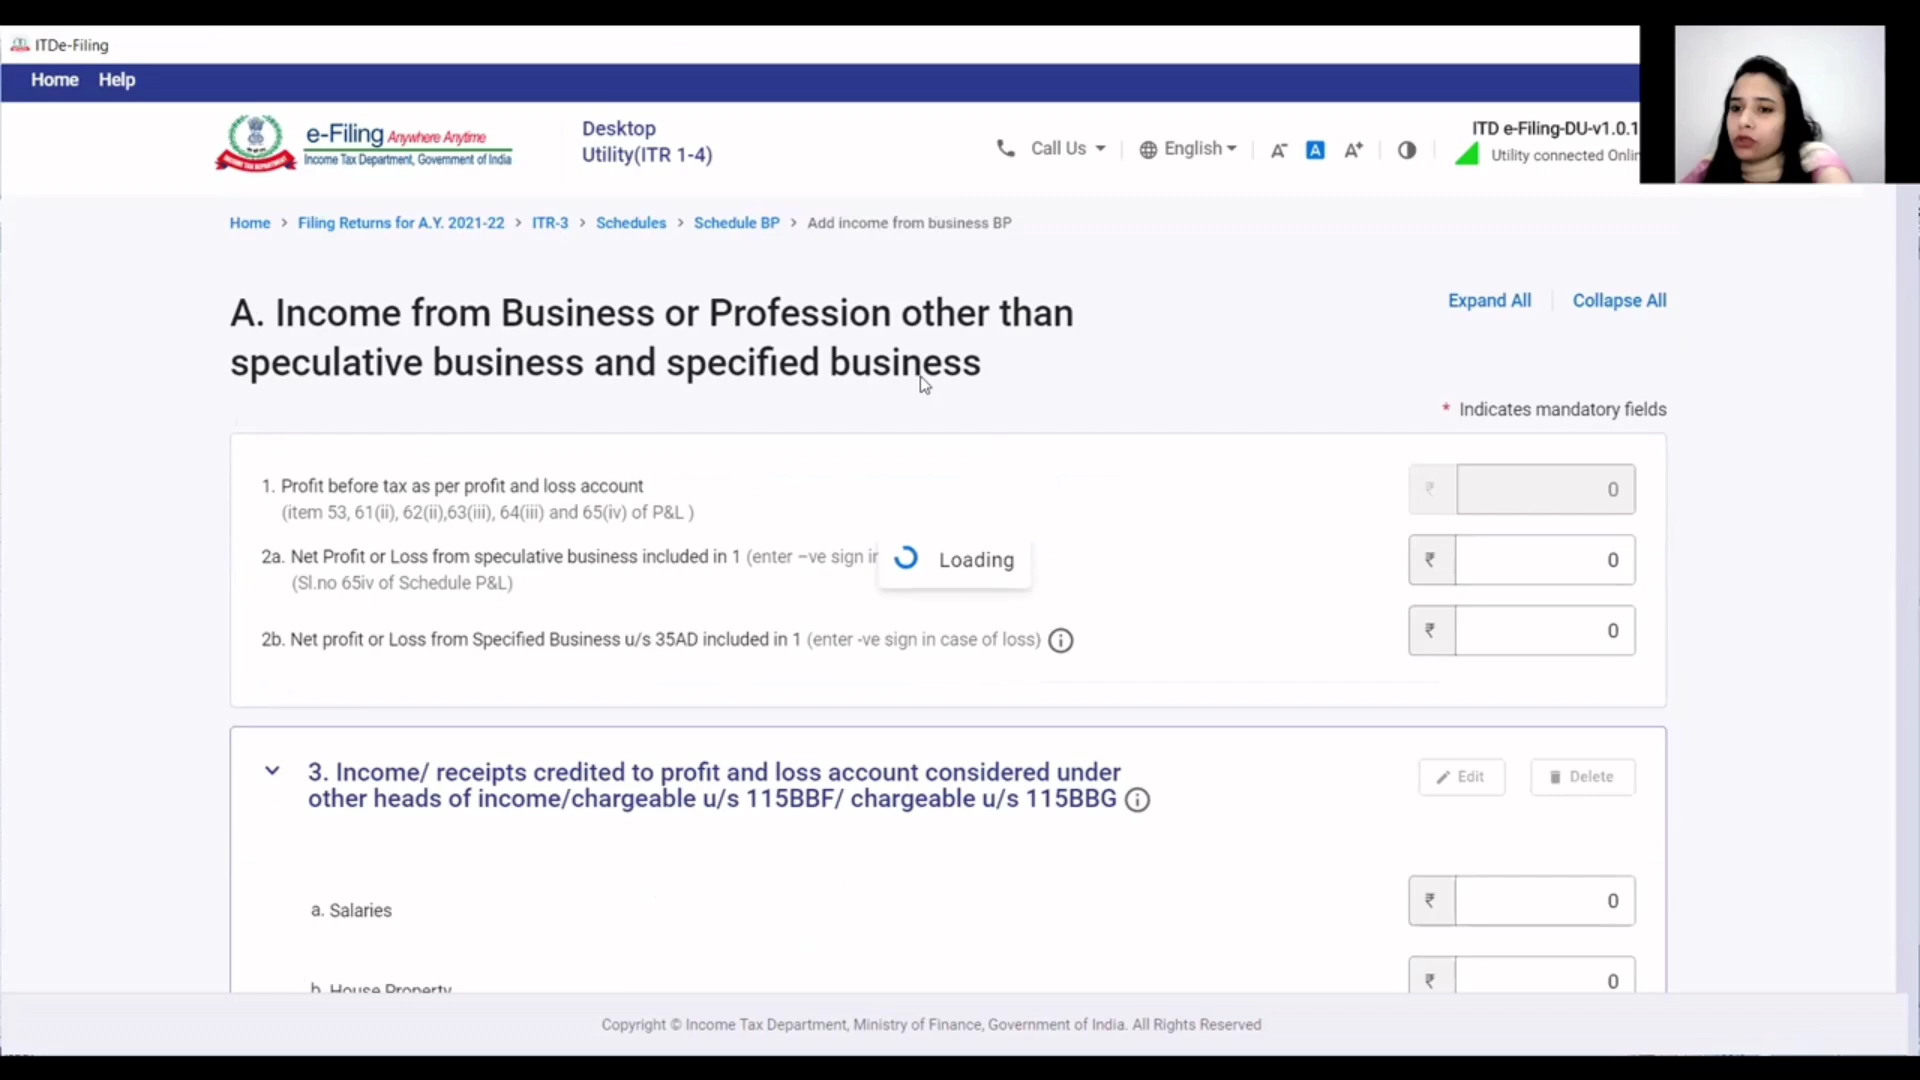 ITDe-Filing
Home Help
e-Filing Anywhere Anytime
Income Tax Department, Government of India
Desktop
Utility(ITR 1-4)
Call Us
English
A-
A
A+
ITD e-Filing-DU-v1.0.1
Utility connected Onlin
Home > Filing Returns for A.Y. 2021-22 > ITR-3 > Schedules > Schedule BP > Add income from business BP
A. Income from Business or Profession other than
speculative business and specified business
Expand All
Collapse All
* Indicates mandatory fields
1. Profit before tax as per profit and loss account
(item 53, 61(ii), 62(ii),63(iii), 64(iii) and 65(iv) of P&L )
₹ 0
2a. Net Profit or Loss from speculative business included in 1 (enter –ve sign in
(Sl.no 65iv of Schedule P&L)
₹ 0
Loading
2b. Net profit or Loss from Specified Business u/s 35AD included in 1 (enter -ve sign in case of loss)
₹ 0
3. Income/ receipts credited to profit and loss account considered under
other heads of income/chargeable u/s 115BBF/ chargeable u/s 115BBG
Edit
Delete
a. Salaries
₹ 0
b. House Property
₹ 0
Copyright © Income Tax Department, Ministry of Finance, Government of India. All Rights Reserved